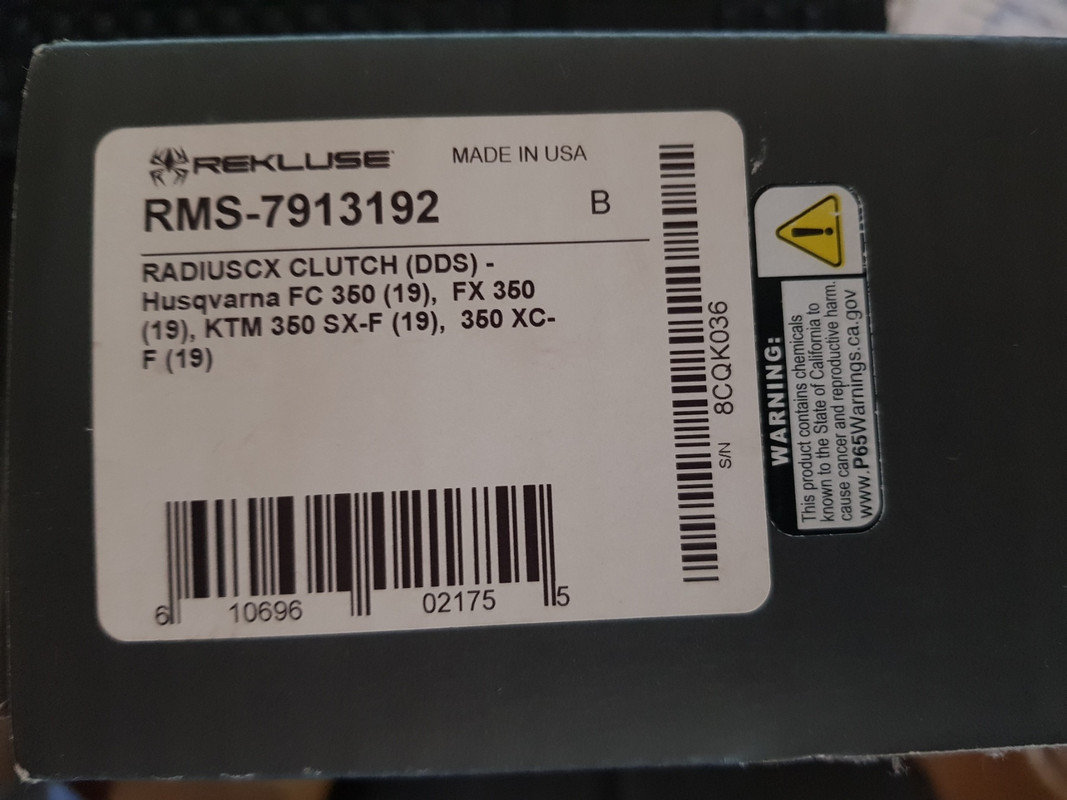 REKLUSE
MADE IN USA
RMS-7913192
B
RADIUSCX CLUTCH (DDS) -
Husqvarna FC 350 (19), FX 350
(19), KTM 350 SX-F (19), 350 XC-
F (19)
6 10696 02175 5
S/N 8CQK036
WARNING:
This product contains chemicals
known to the State of California to
cause cancer and reproductive harm.
www.P65Warnings.ca.gov